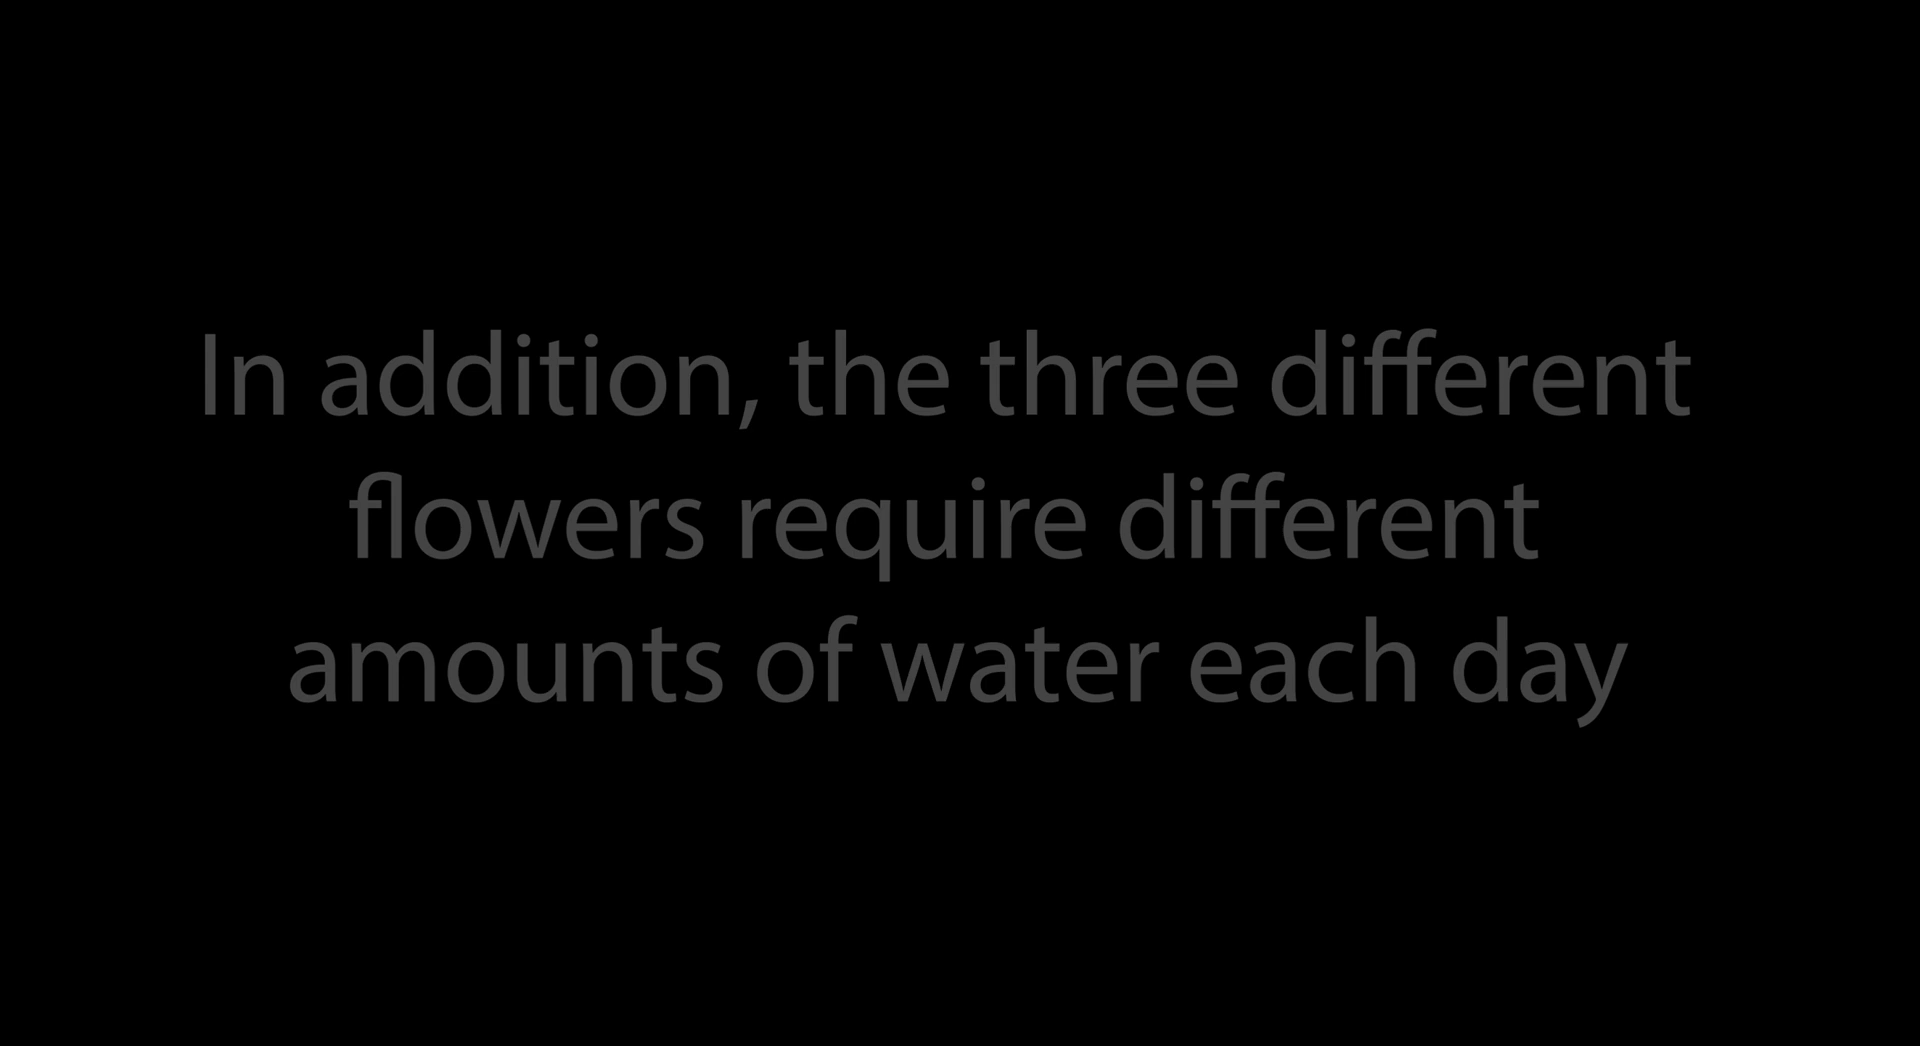 In addition, the three different
flowers require different
amounts of water each day